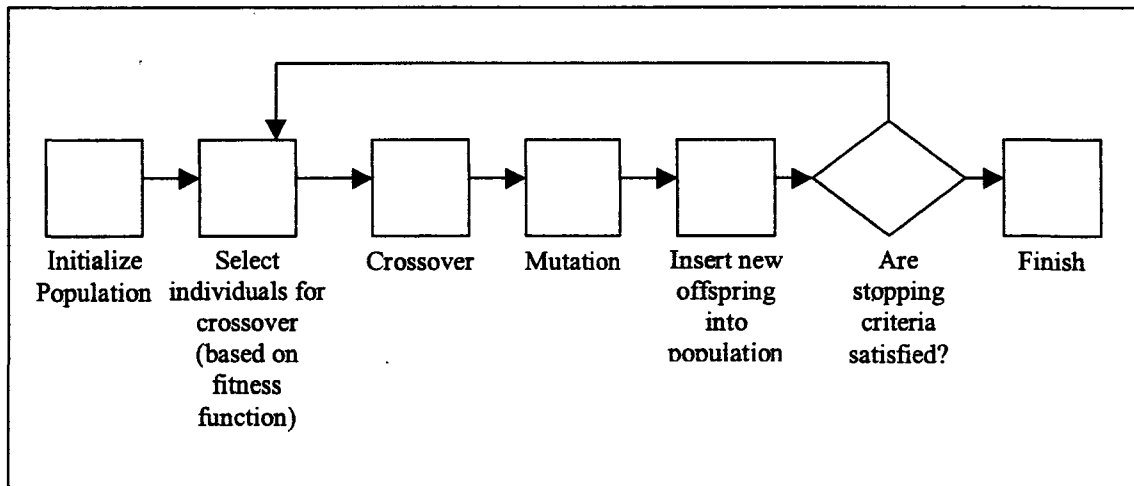 Initialize
Population
Select
individuals for
crossover
(based on
fitness
function)
Crossover
Mutation
Insert new
offspring
into
population
Are
stopping
criteria
satisfied?
Finish